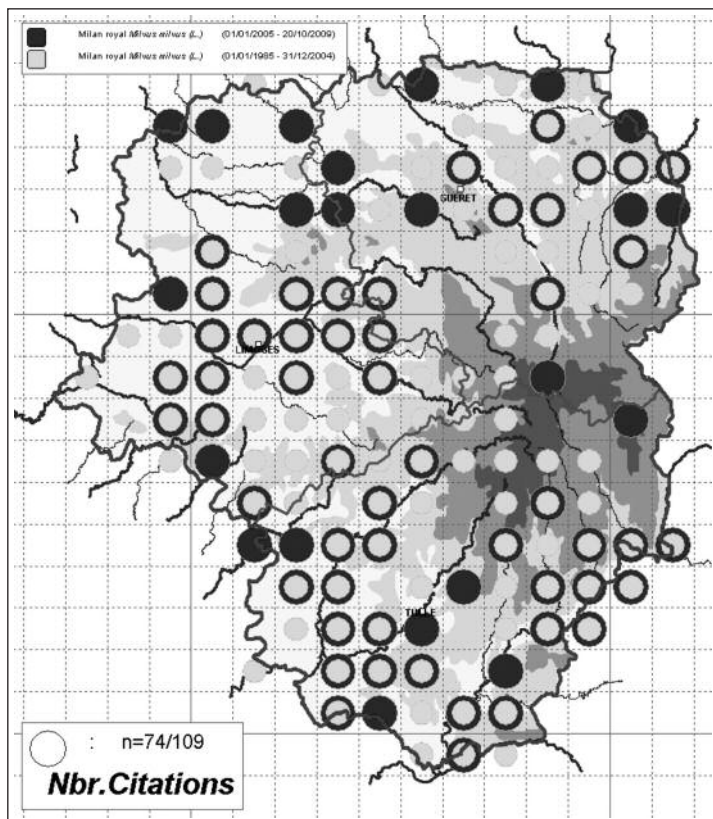 Milan royal Milvus milvus (L.) (01/01/2005 - 20/10/2009)
Milan royal Milvus milvus (L.) (01/01/1985 - 31/12/2004)
GUERET
LIMOGES
TULLE
: n=74/109
Nbr.Citations